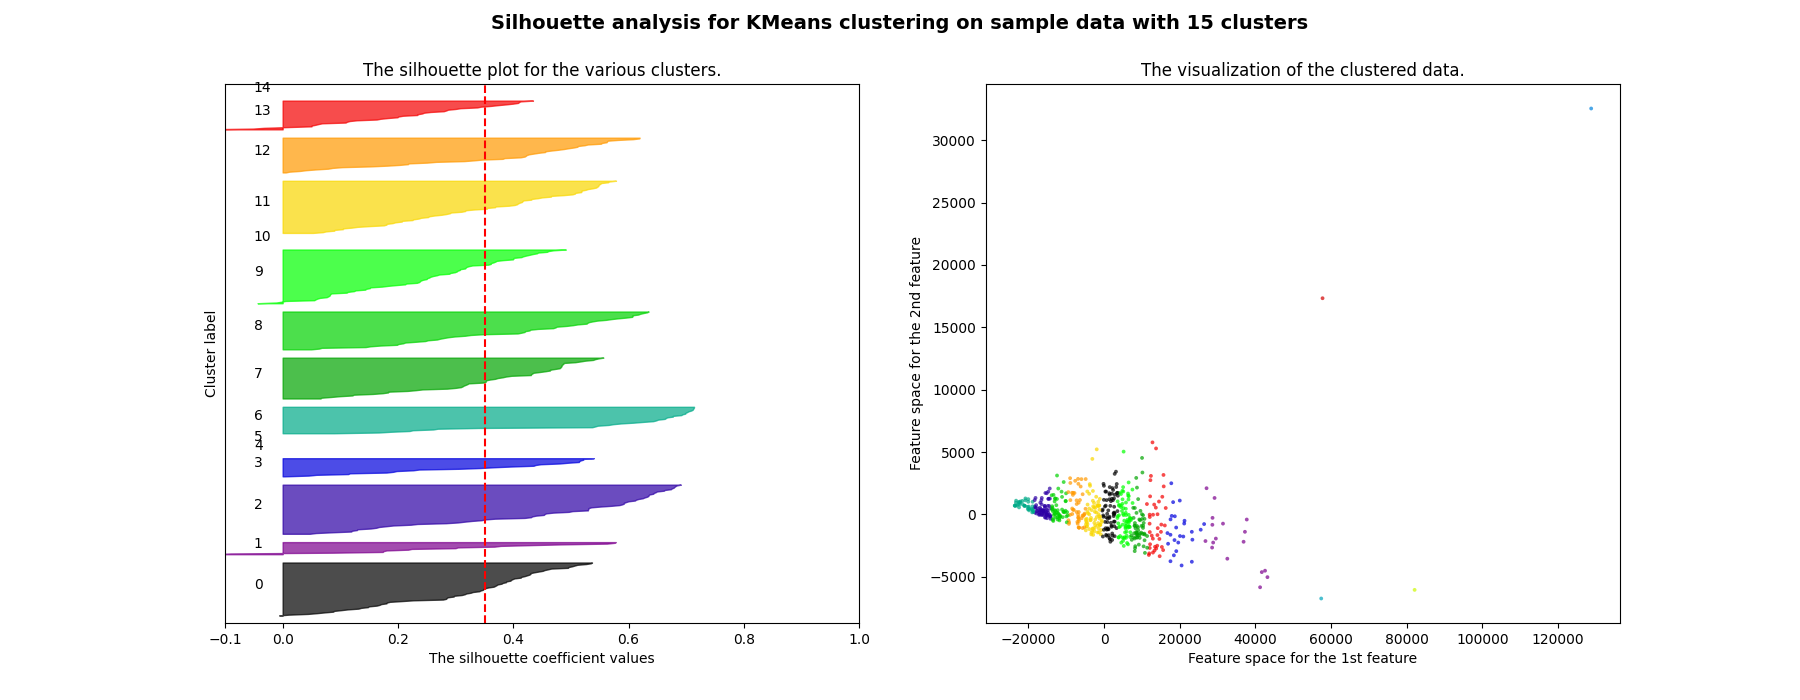 Silhouette analysis for KMeans clustering on sample data with 15 clusters
The silhouette plot for the various clusters.
14
13
12
11
10
9
8
7
6
5
4
3
2
1
0
Cluster label
−0.1 0.0 0.2 0.4 0.6 0.8 1.0
The silhouette coefficient values
The visualization of the clustered data.
30000
25000
20000
15000
10000
5000
0
−5000
Feature space for the 2nd feature
−20000 0 20000 40000 60000 80000 100000 120000
Feature space for the 1st feature